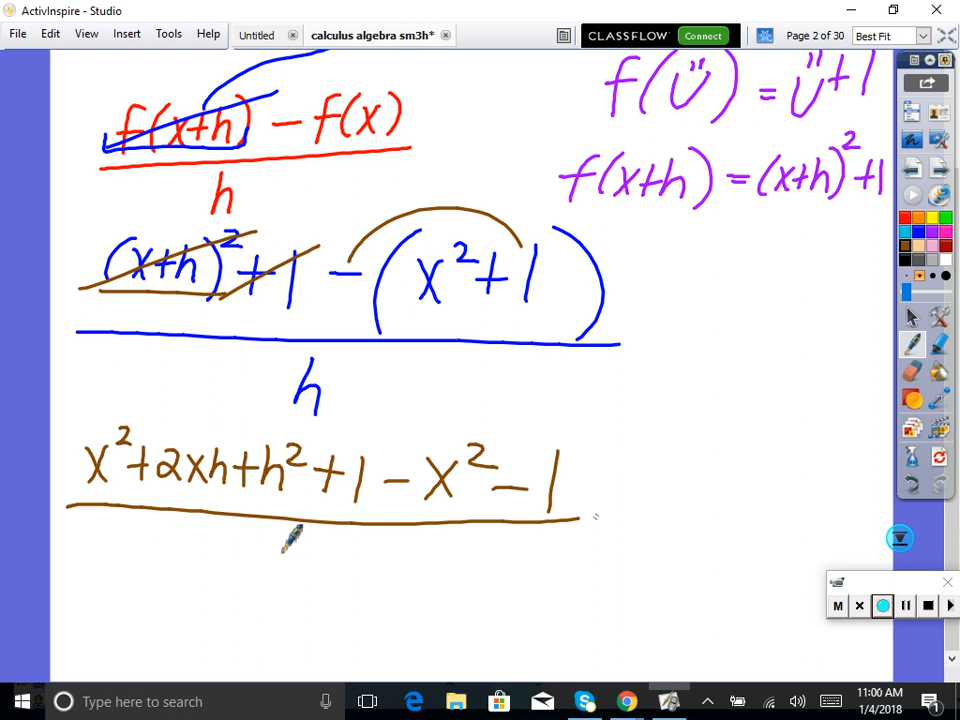 ActivInspire - Studio
File Edit View Insert Tools Help Untitled calculus algebra sm3h* CLASSFLOW Connect Page 2 of 30 Best Fit
f(x+h) - f(x)
h
f(U̎) = U̎+1
f(x+h) = (x+h)²+1
(x+h)²+1 - (x²+1)
h
x²+2xh+h²+1-x²-1
M
Type here to search
11:00 AM
1/4/2018
1